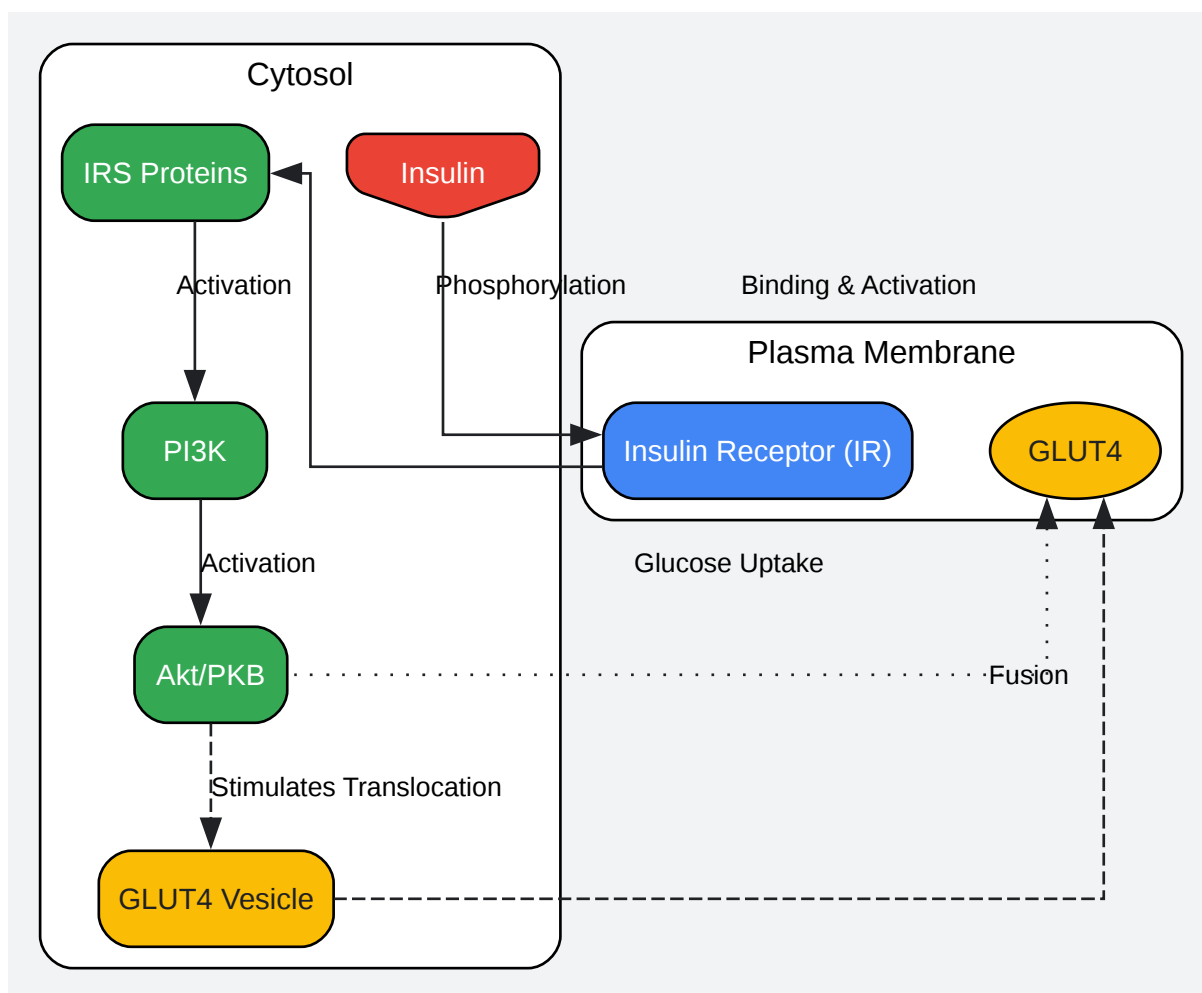 Cytosol
IRS Proteins
Insulin
Activation
Phosphorylation
Binding & Activation
Plasma Membrane
PI3K
Insulin Receptor (IR)
GLUT4
Activation
Glucose Uptake
Akt/PKB
Fusion
Stimulates Translocation
GLUT4 Vesicle